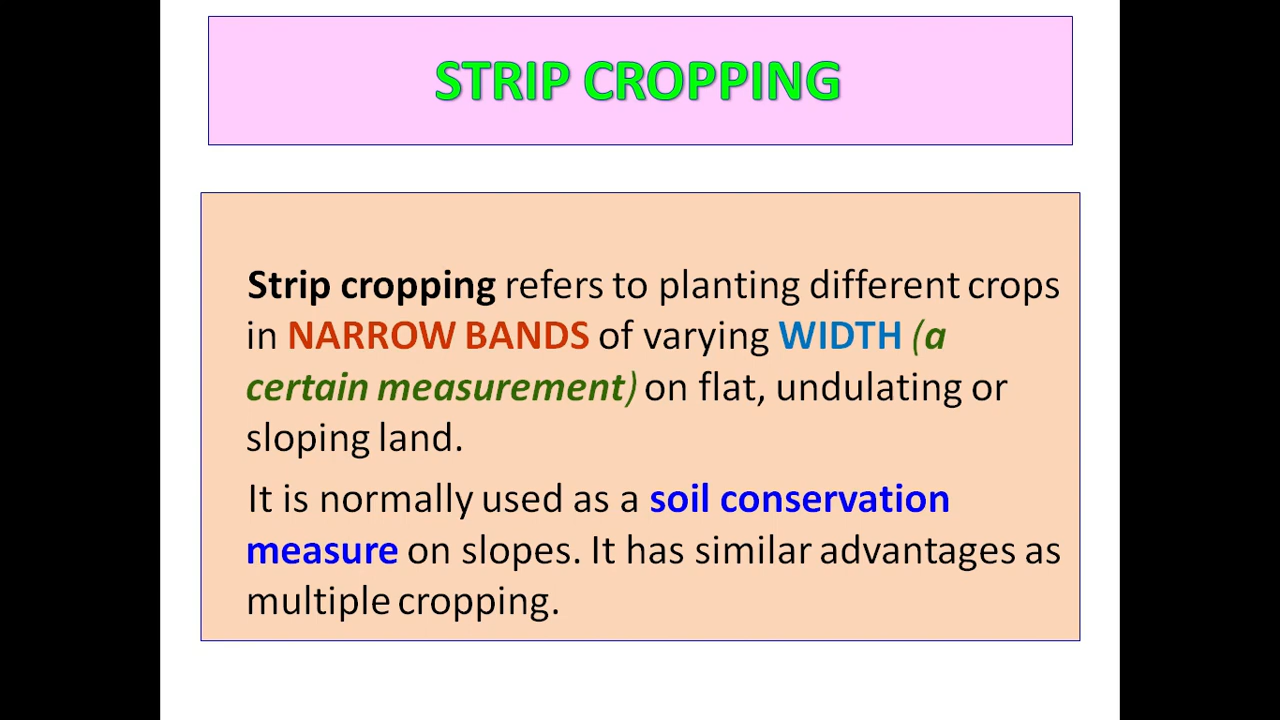 STRIP CROPPING
Strip cropping refers to planting different crops
in NARROW BANDS of varying WIDTH (a
certain measurement) on flat, undulating or
sloping land.
It is normally used as a soil conservation
measure on slopes. It has similar advantages as
multiple cropping.